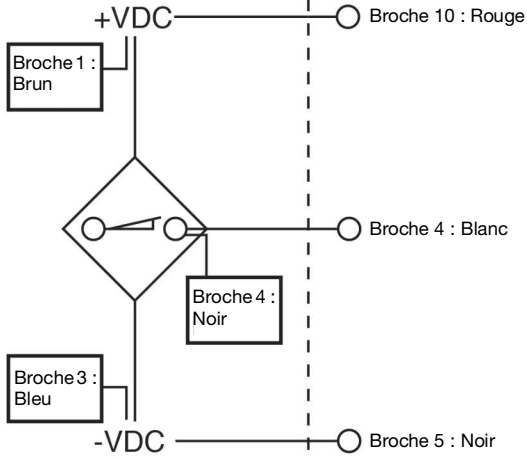 +VDC
Broche 10 : Rouge
Broche 1 :
Brun
Broche 4 : Blanc
Broche 4 :
Noir
Broche 3 :
Bleu
-VDC
Broche 5 : Noir